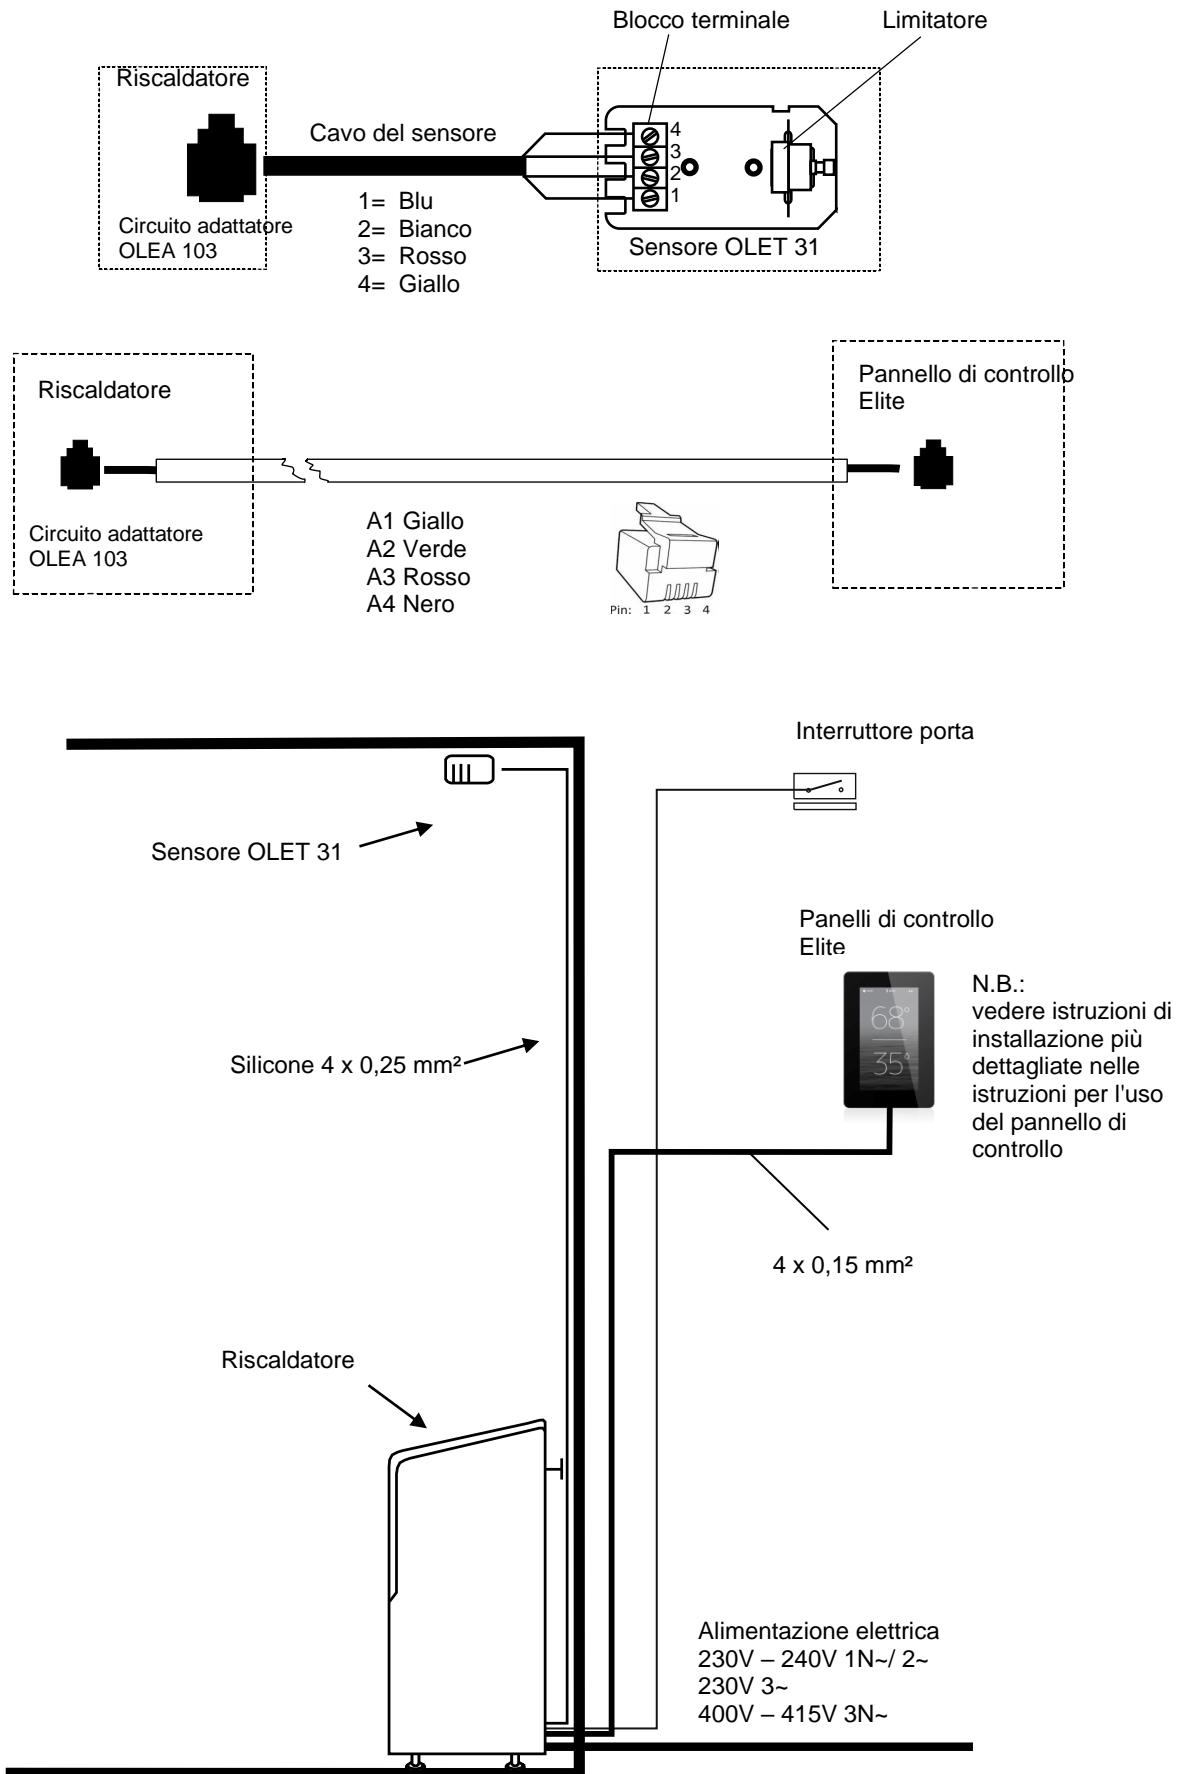 Blocco terminale
Limitatore
Riscaldatore
Cavo del sensore
4
3
2
1
1= Blu
2= Bianco
3= Rosso
4= Giallo
Circuito adattatore
OLEA 103
Sensore OLET 31
Riscaldatore
Pannello di controllo
Elite
Circuito adattatore
OLEA 103
A1 Giallo
A2 Verde
A3 Rosso
A4 Nero
Pin: 1 2 3 4
Interruttore porta
Sensore OLET 31
Panelli di controllo
Elite
68°
35°
N.B.:
vedere istruzioni di
installazione più
dettagliate nelle
istruzioni per l'uso
del pannello di
controllo
Silicone 4 x 0,25 mm²
4 x 0,15 mm²
Riscaldatore
Alimentazione elettrica
230V – 240V 1N~/ 2~
230V 3~
400V – 415V 3N~